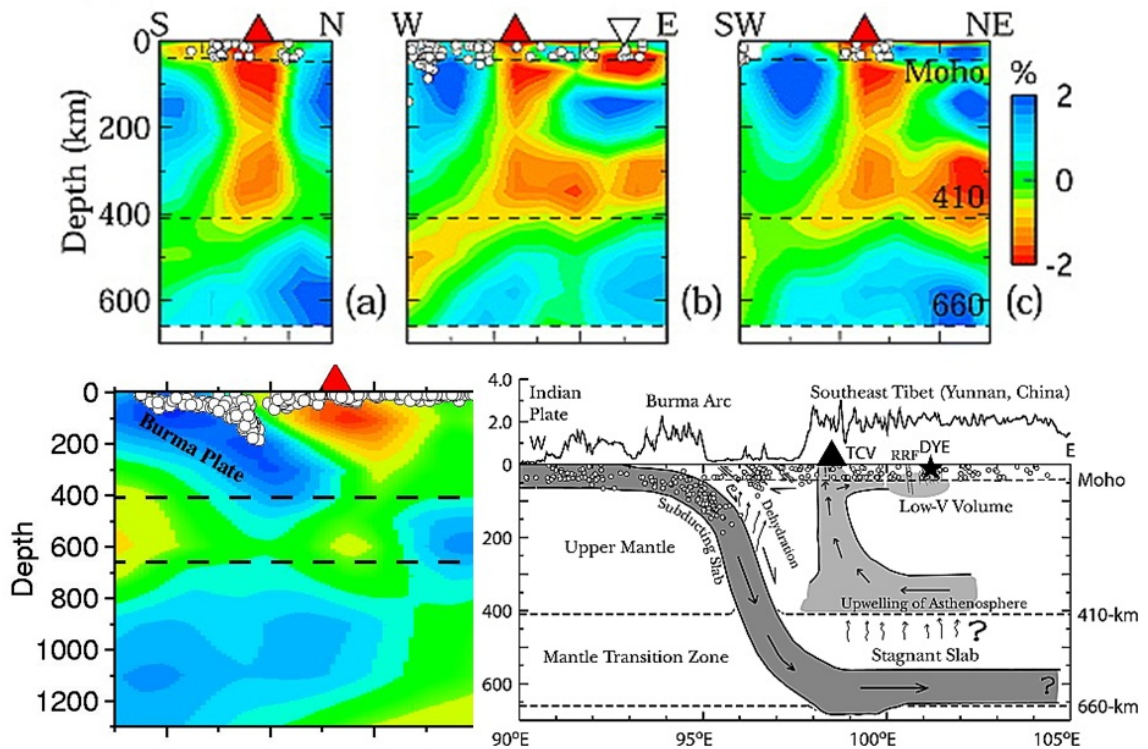 S N
W E
SW NE
0
200
400
600
Depth (km)
Moho
410
660
(a)
(b)
(c)
%
2
0
-2
0
200
400
600
800
1000
1200
Depth
Burma Plate
4.0
2.0
0
Indian
Plate
W
Burma Arc
Southeast Tibet (Yunnan, China)
E
TCV
RRF
DYE
Moho
Low-V Volume
Subducting
Slab
Dehydration
Upper Mantle
200
400
Upwelling of Asthenosphere
410-km
?
Stagnant Slab
Mantle Transition Zone
600
?
660-km
90°E
95°E
100°E
105°E